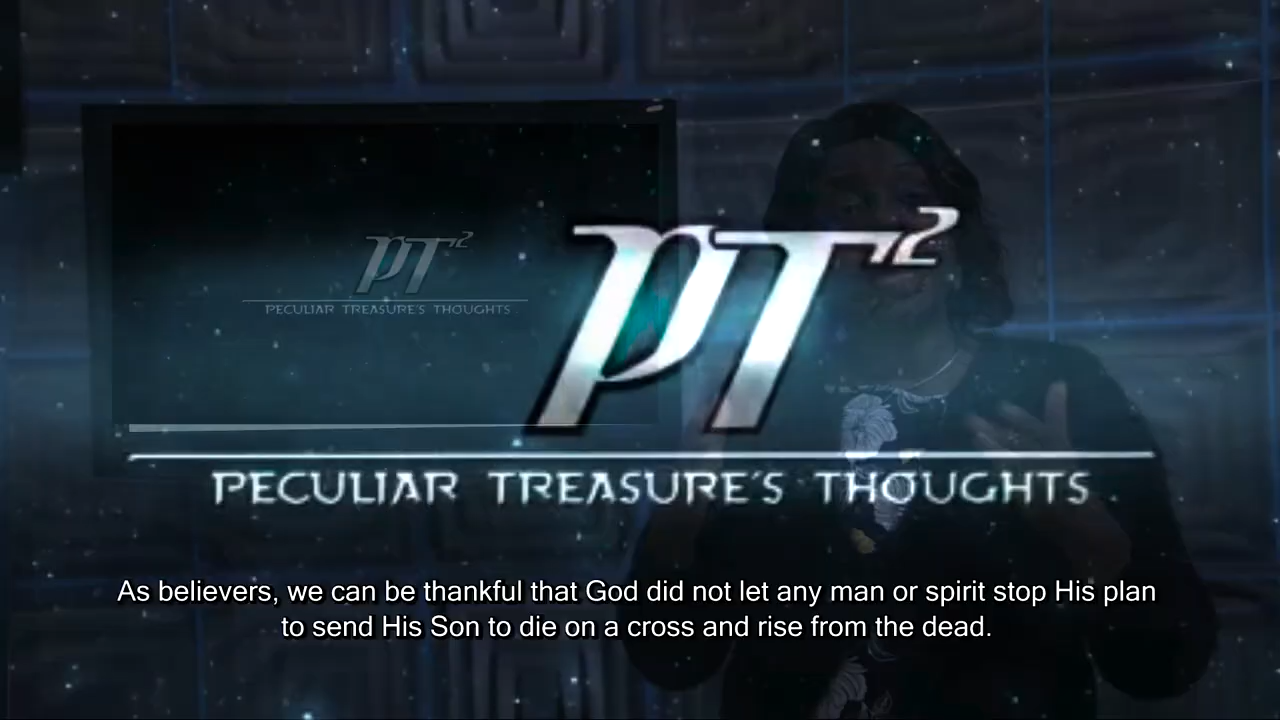 PT2
PECULIAR TREASURE'S THOUGHTS
PT2
PECULIAR TREASURE'S THOUGHTS.
As believers, we can be thankful that God did not let any man or spirit stop His plan
to send His Son to die on a cross and rise from the dead.